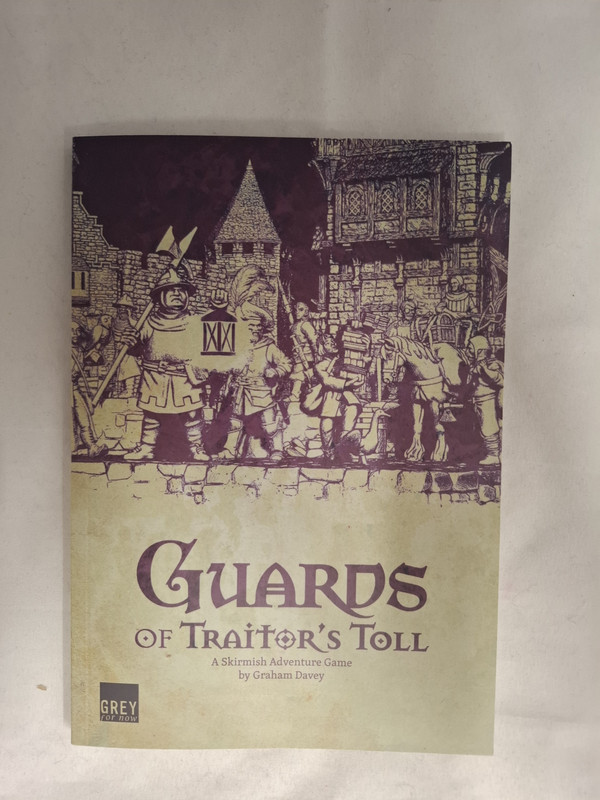 GUARDS
OF TRAITOR'S TOLL
A Skirmish Adventure Game
by Graham Davey
GREY
for now